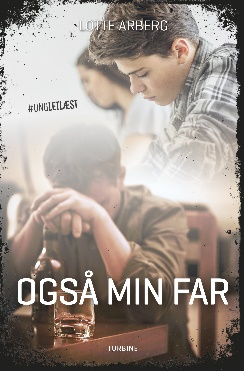 LOTTE ARBERG
#UNGLETLÆST
OGSÅ MIN FAR
TURBINE